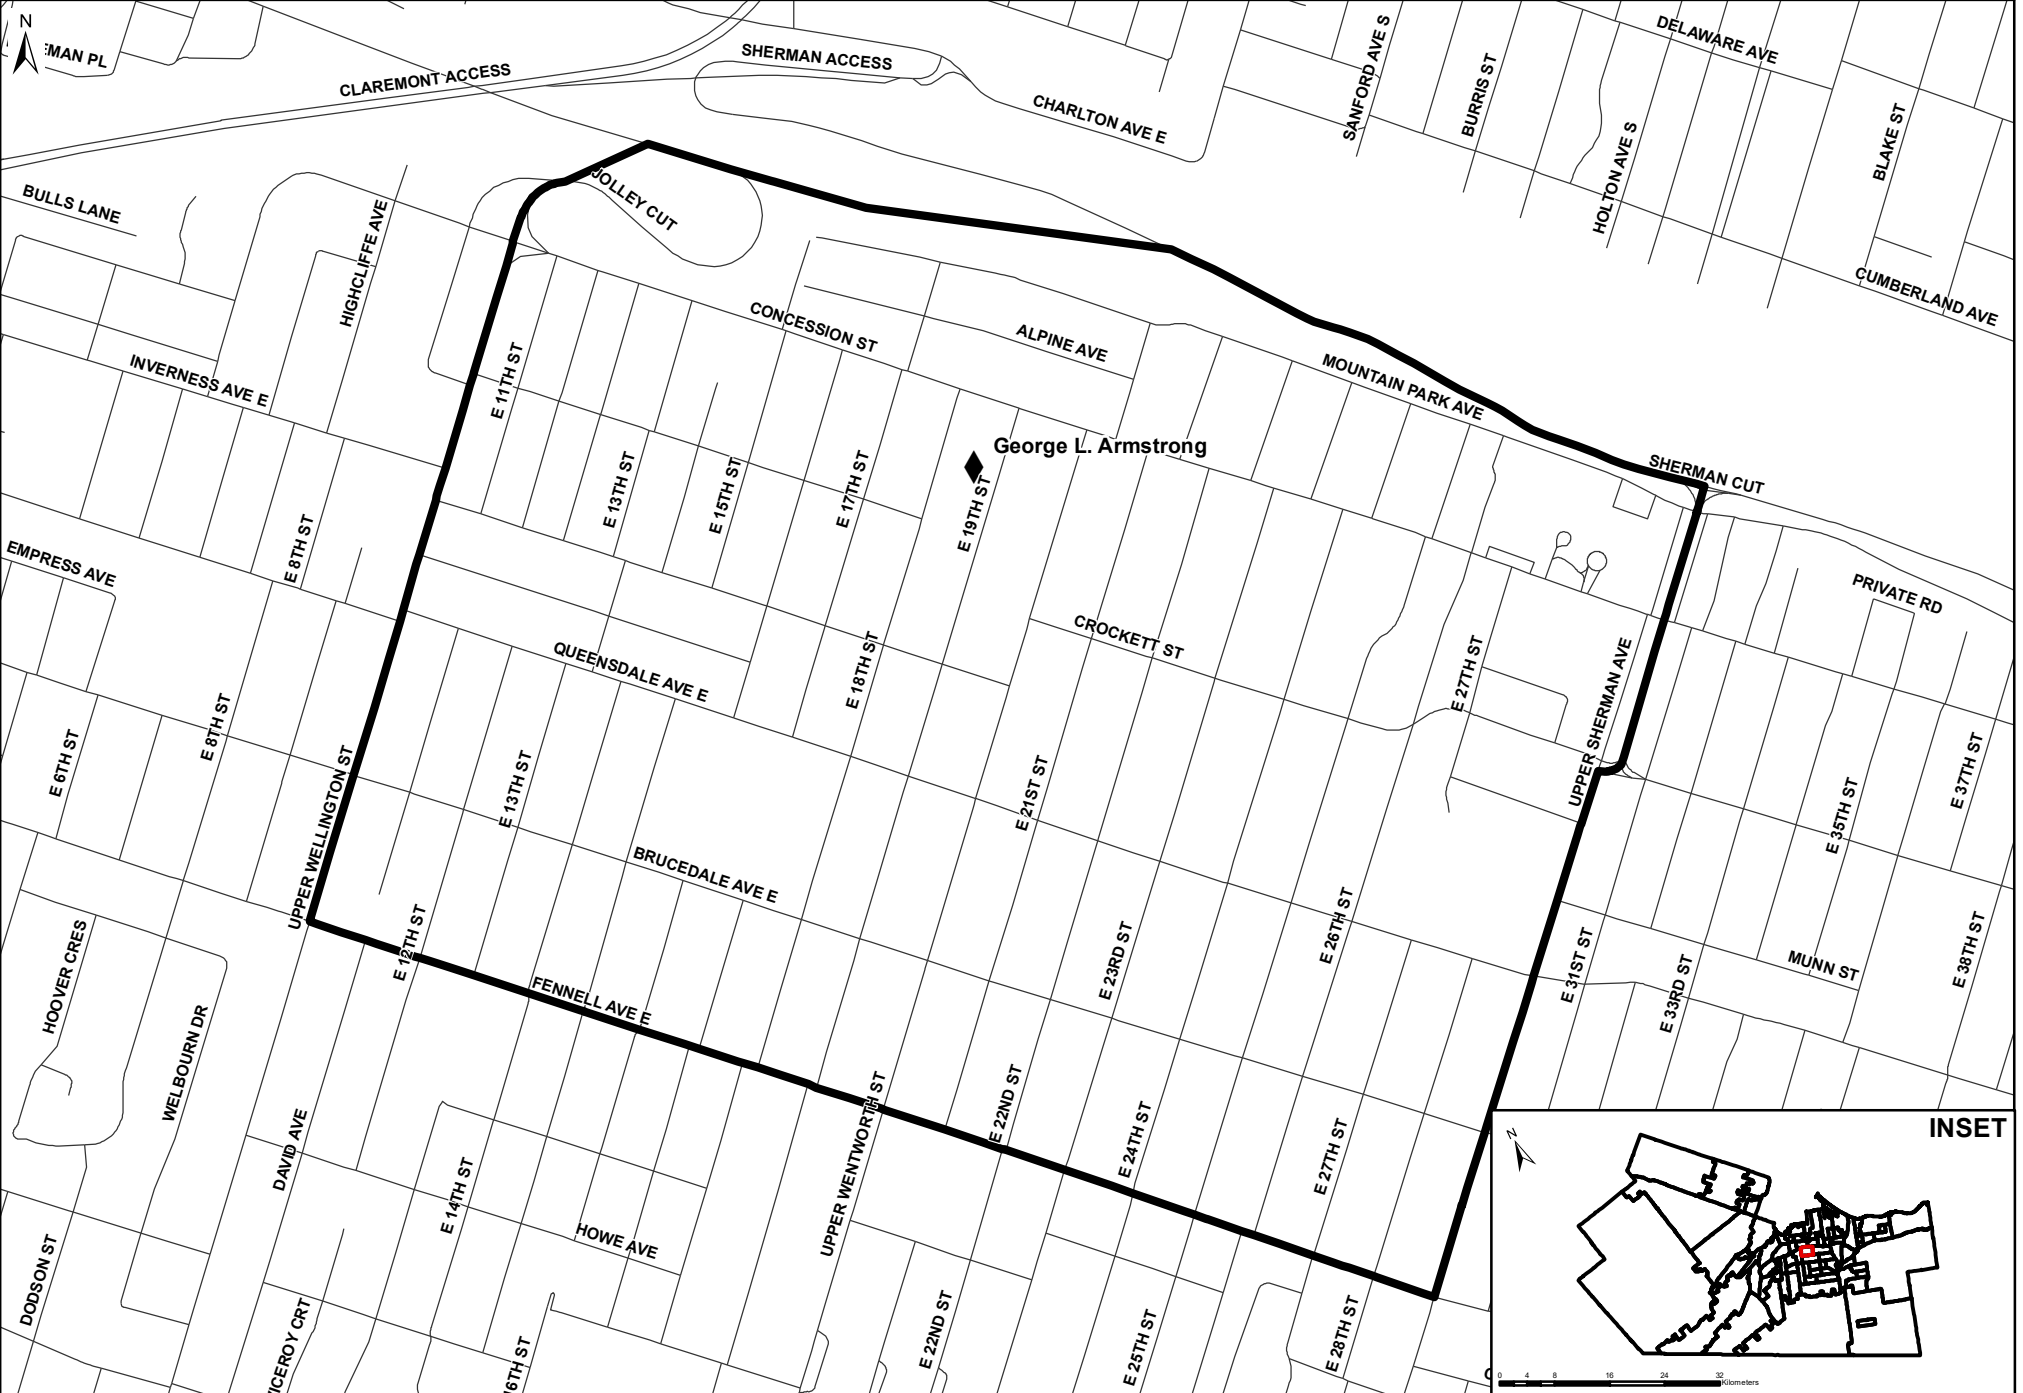 N
EMAN PL
CLAREMONT ACCESS
SHERMAN ACCESS
CHARLTON AVE E
SANFORD AVE S
BURRIS ST
DELAWARE AVE
HOLTON AVE S
BLAKE ST
CUMBERLAND AVE
BULLS LANE
HIGHCLIFFE AVE
JOLLEY CUT
INVERNESS AVE E
E 11TH ST
CONCESSION ST
ALPINE AVE
MOUNTAIN PARK AVE
SHERMAN CUT
George L. Armstrong
E 13TH ST
E 15TH ST
E 17TH ST
E 19TH ST
E 8TH ST
EMPRESS AVE
PRIVATE RD
CROCKETT ST
QUEENSDALE AVE E
E 18TH ST
E 27TH ST
UPPER SHERMAN AVE
E 6TH ST
E 8TH ST
UPPER WELLINGTON ST
E 13TH ST
E 21ST ST
E 35TH ST
E 37TH ST
BRUCEDALE AVE E
E 12TH ST
E 23RD ST
E 26TH ST
E 31ST ST
E 33RD ST
MUNN ST
E 38TH ST
HOOVER CRES
WELBOURN DR
FENNELL AVE E
DAVID AVE
E 14TH ST
UPPER WENTWORTH ST
E 22ND ST
E 24TH ST
E 27TH ST
HOWE AVE
DODSON ST
ICEROY CRT
6TH ST
E 22ND ST
E 25TH ST
E 28TH ST
INSET
N
0 4 8 16 24 32
Kilometers